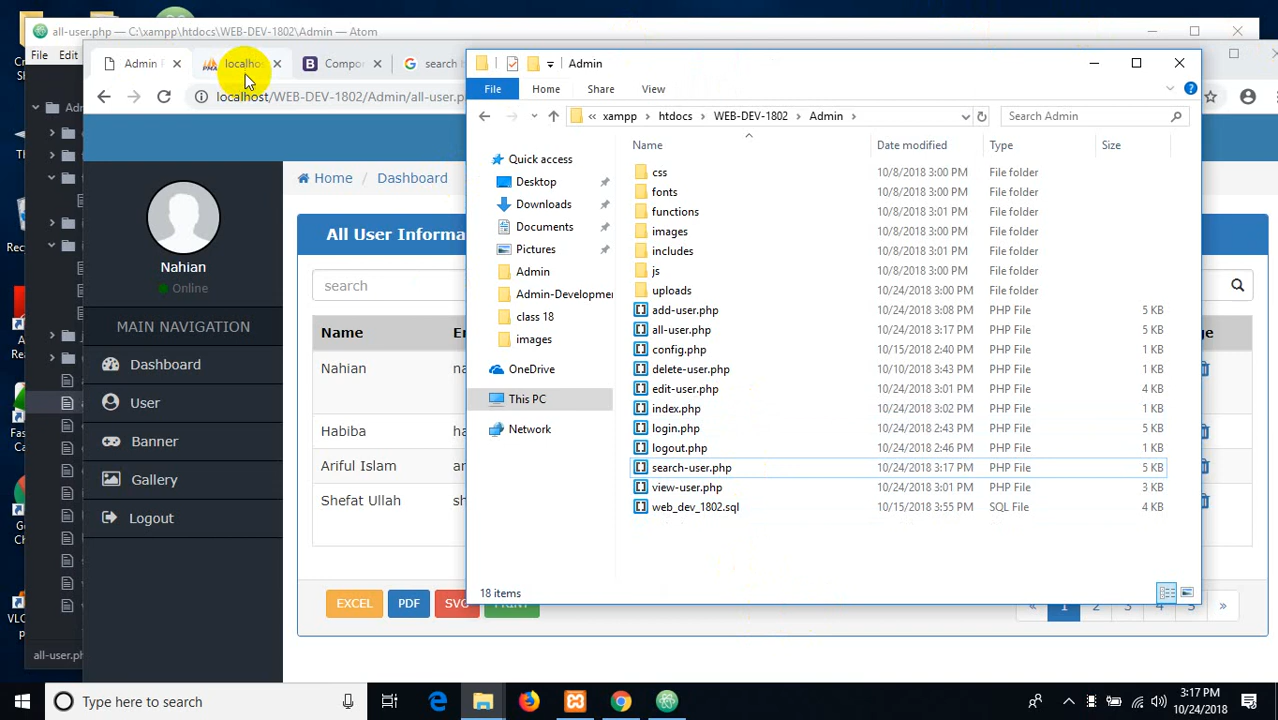 all-user.php — C:\xampp\htdocs\WEB-DEV-1802\Admin — Atom
File Edit
Admin
localho
Compo
search
localhost/WEB-DEV-1802/Admin/all-user.p
Nahian
Online
MAIN NAVIGATION
Dashboard
User
Banner
Gallery
Logout
Home / Dashboard
All User Informa
search
Name
Nahian
Habiba
Ariful Islam
Shefat Ullah
EXCEL PDF SVG PRINT
« 1 2 3 4 5 »
all-user.php
Admin
File Home Share View
« xampp htdocs WEB-DEV-1802 Admin
Search Admin
Quick access
Desktop
Downloads
Documents
Pictures
Admin
Admin-Developme
class 18
images
OneDrive
This PC
Network
Name Date modified Type Size
css 10/8/2018 3:00 PM File folder
fonts 10/8/2018 3:00 PM File folder
functions 10/8/2018 3:01 PM File folder
images 10/8/2018 3:00 PM File folder
includes 10/8/2018 3:01 PM File folder
js 10/8/2018 3:00 PM File folder
uploads 10/24/2018 3:00 PM File folder
add-user.php 10/24/2018 3:08 PM PHP File 5 KB
all-user.php 10/24/2018 3:17 PM PHP File 5 KB
config.php 10/15/2018 2:40 PM PHP File 1 KB
delete-user.php 10/10/2018 3:43 PM PHP File 1 KB
edit-user.php 10/24/2018 3:01 PM PHP File 4 KB
index.php 10/24/2018 3:02 PM PHP File 1 KB
login.php 10/24/2018 2:43 PM PHP File 5 KB
logout.php 10/24/2018 2:46 PM PHP File 1 KB
search-user.php 10/24/2018 3:17 PM PHP File 5 KB
view-user.php 10/24/2018 3:01 PM PHP File 3 KB
web_dev_1802.sql 10/15/2018 3:55 PM SQL File 4 KB
18 items
Type here to search
3:17 PM
10/24/2018